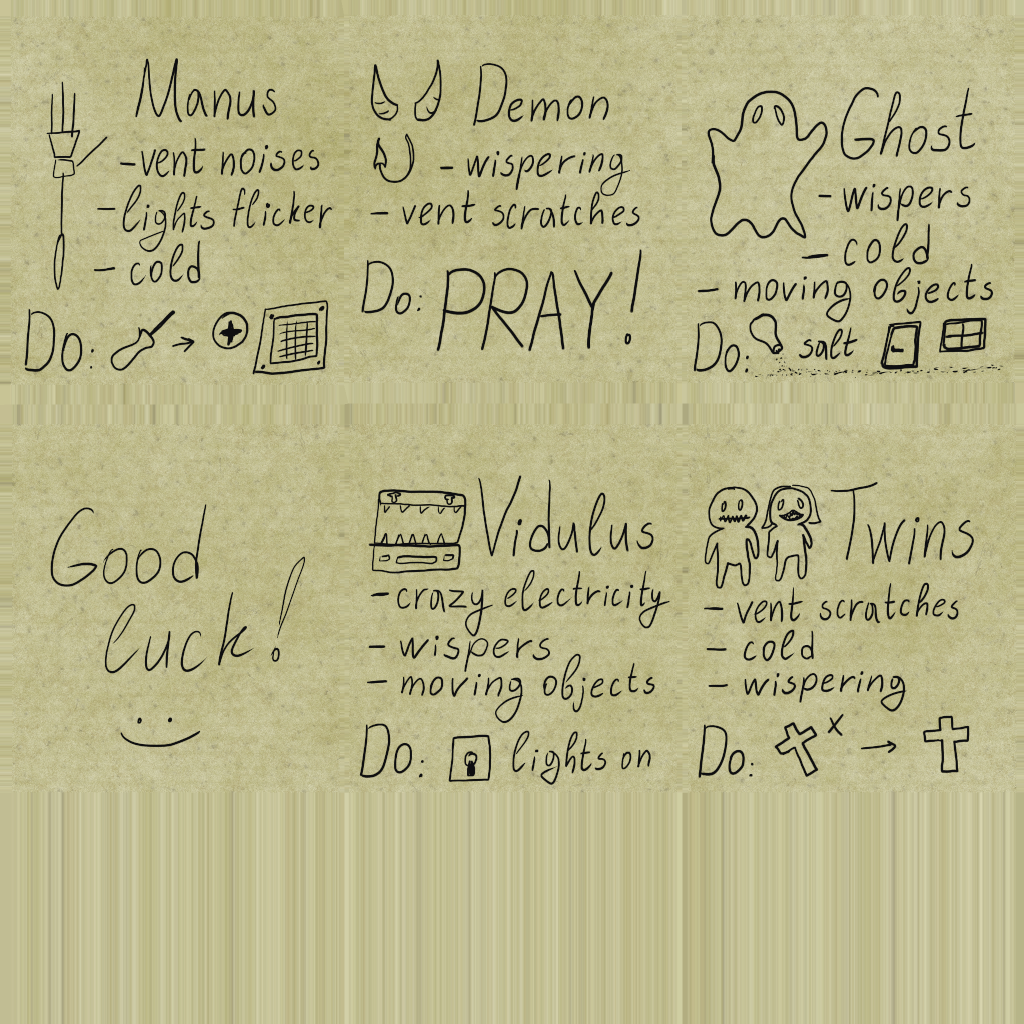 Manus
-vent noises
-lights flicker
- cold
Do:
Demon
- wispering
- vent scratches
Do: PRAY!
Ghost
- wispers
- cold
- moving objects
Do: salt
Good
luck!
Vidulus
- crazy electricity
- wispers
- moving objects
Do: lights on
Twins
- vent scratches
- cold
- wispering
Do: x